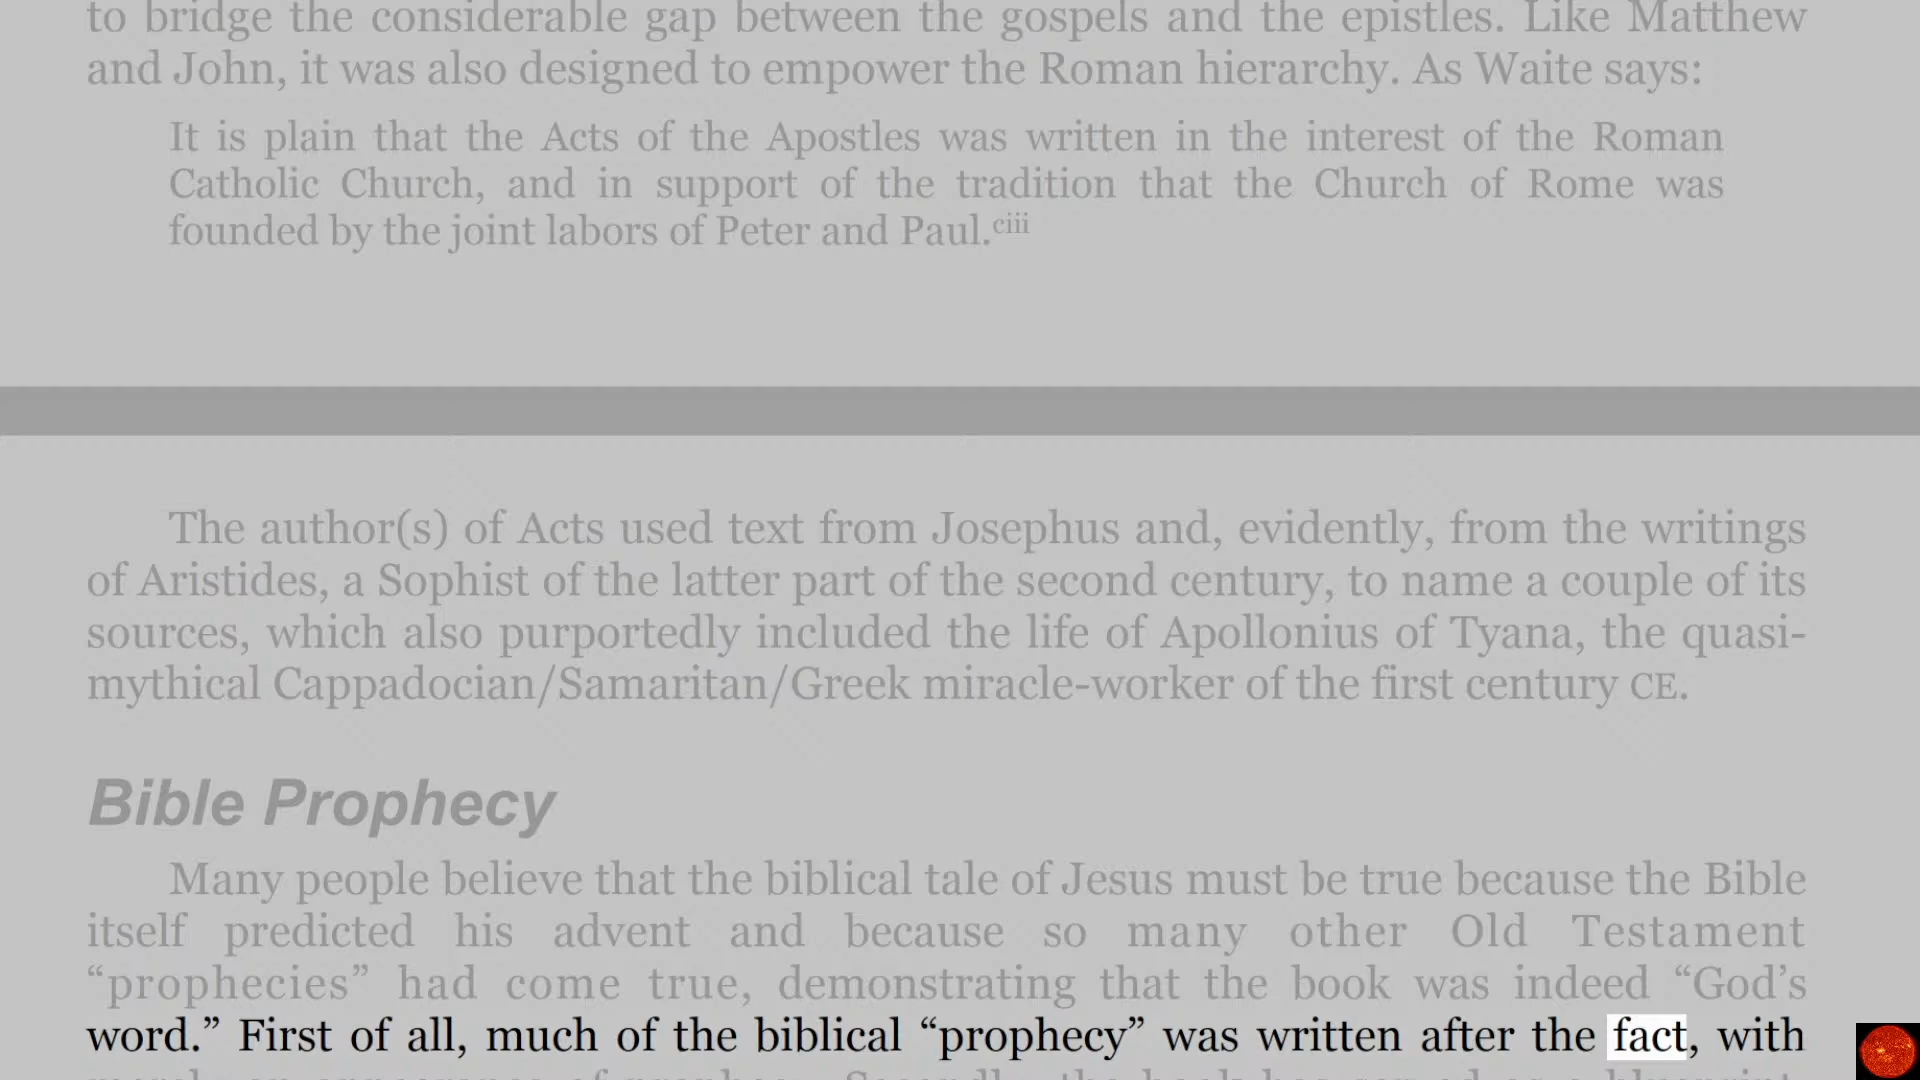 to bridge the considerable gap between the gospels and the epistles. Like Matthew
and John, it was also designed to empower the Roman hierarchy. As Waite says:
It is plain that the Acts of the Apostles was written in the interest of the Roman
Catholic Church, and in support of the tradition that the Church of Rome was
founded by the joint labors of Peter and Paul.ciii
The author(s) of Acts used text from Josephus and, evidently, from the writings
of Aristides, a Sophist of the latter part of the second century, to name a couple of its
sources, which also purportedly included the life of Apollonius of Tyana, the quasi-
mythical Cappadocian/Samaritan/Greek miracle-worker of the first century CE.
Bible Prophecy
Many people believe that the biblical tale of Jesus must be true because the Bible
itself predicted his advent and because so many other Old Testament
“prophecies” had come true, demonstrating that the book was indeed “God’s
word.” First of all, much of the biblical “prophecy” was written after the fact, with